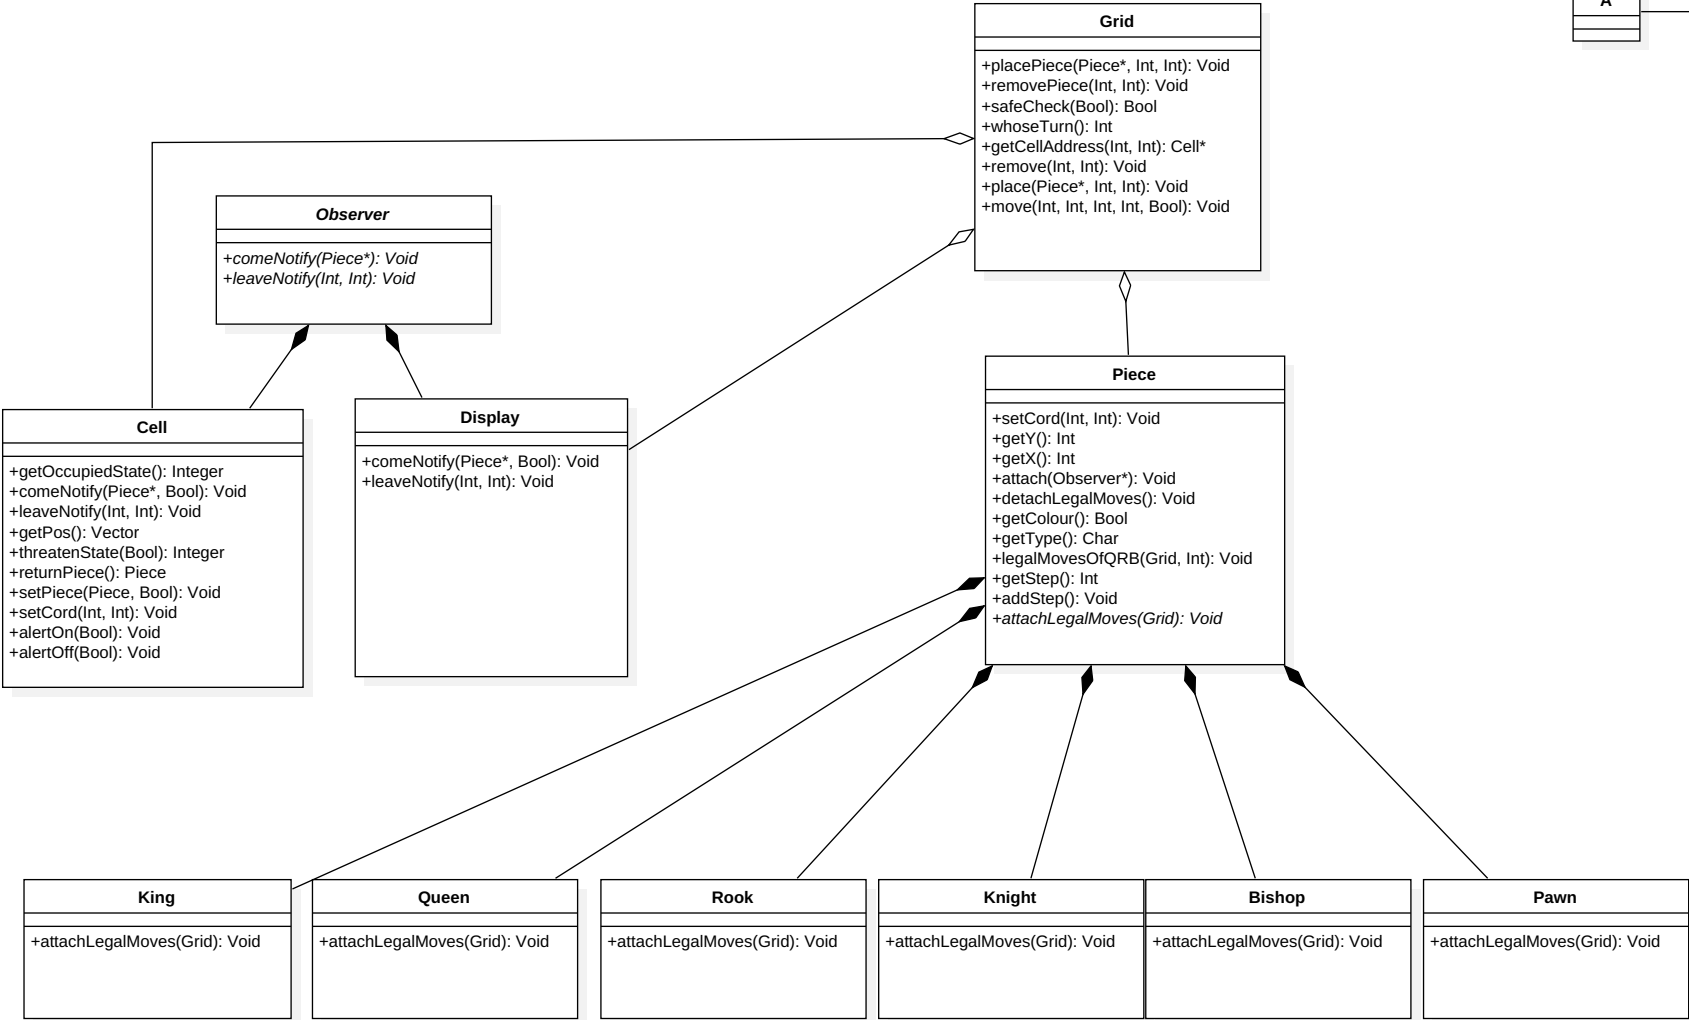 A
Grid
+placePiece(Piece*, Int, Int): Void
+removePiece(Int, Int): Void
+safeCheck(Bool): Bool
+whoseTurn(): Int
+getCellAddress(Int, Int): Cell*
+remove(Int, Int): Void
+place(Piece*, Int, Int): Void
+move(Int, Int, Int, Int, Bool): Void
Observer
+comeNotify(Piece*): Void
+leaveNotify(Int, Int): Void
Cell
+getOccupiedState(): Integer
+comeNotify(Piece*, Bool): Void
+leaveNotify(Int, Int): Void
+getPos(): Vector
+threatenState(Bool): Integer
+returnPiece(): Piece
+setPiece(Piece, Bool): Void
+setCord(Int, Int): Void
+alertOn(Bool): Void
+alertOff(Bool): Void
Display
+comeNotify(Piece*, Bool): Void
+leaveNotify(Int, Int): Void
Piece
+setCord(Int, Int): Void
+getY(): Int
+getX(): Int
+attach(Observer*): Void
+detachLegalMoves(): Void
+getColour(): Bool
+getType(): Char
+legalMovesOfQRB(Grid, Int): Void
+getStep(): Int
+addStep(): Void
+attachLegalMoves(Grid): Void
King
+attachLegalMoves(Grid): Void
Queen
+attachLegalMoves(Grid): Void
Rook
+attachLegalMoves(Grid): Void
Knight
+attachLegalMoves(Grid): Void
Bishop
+attachLegalMoves(Grid): Void
Pawn
+attachLegalMoves(Grid): Void